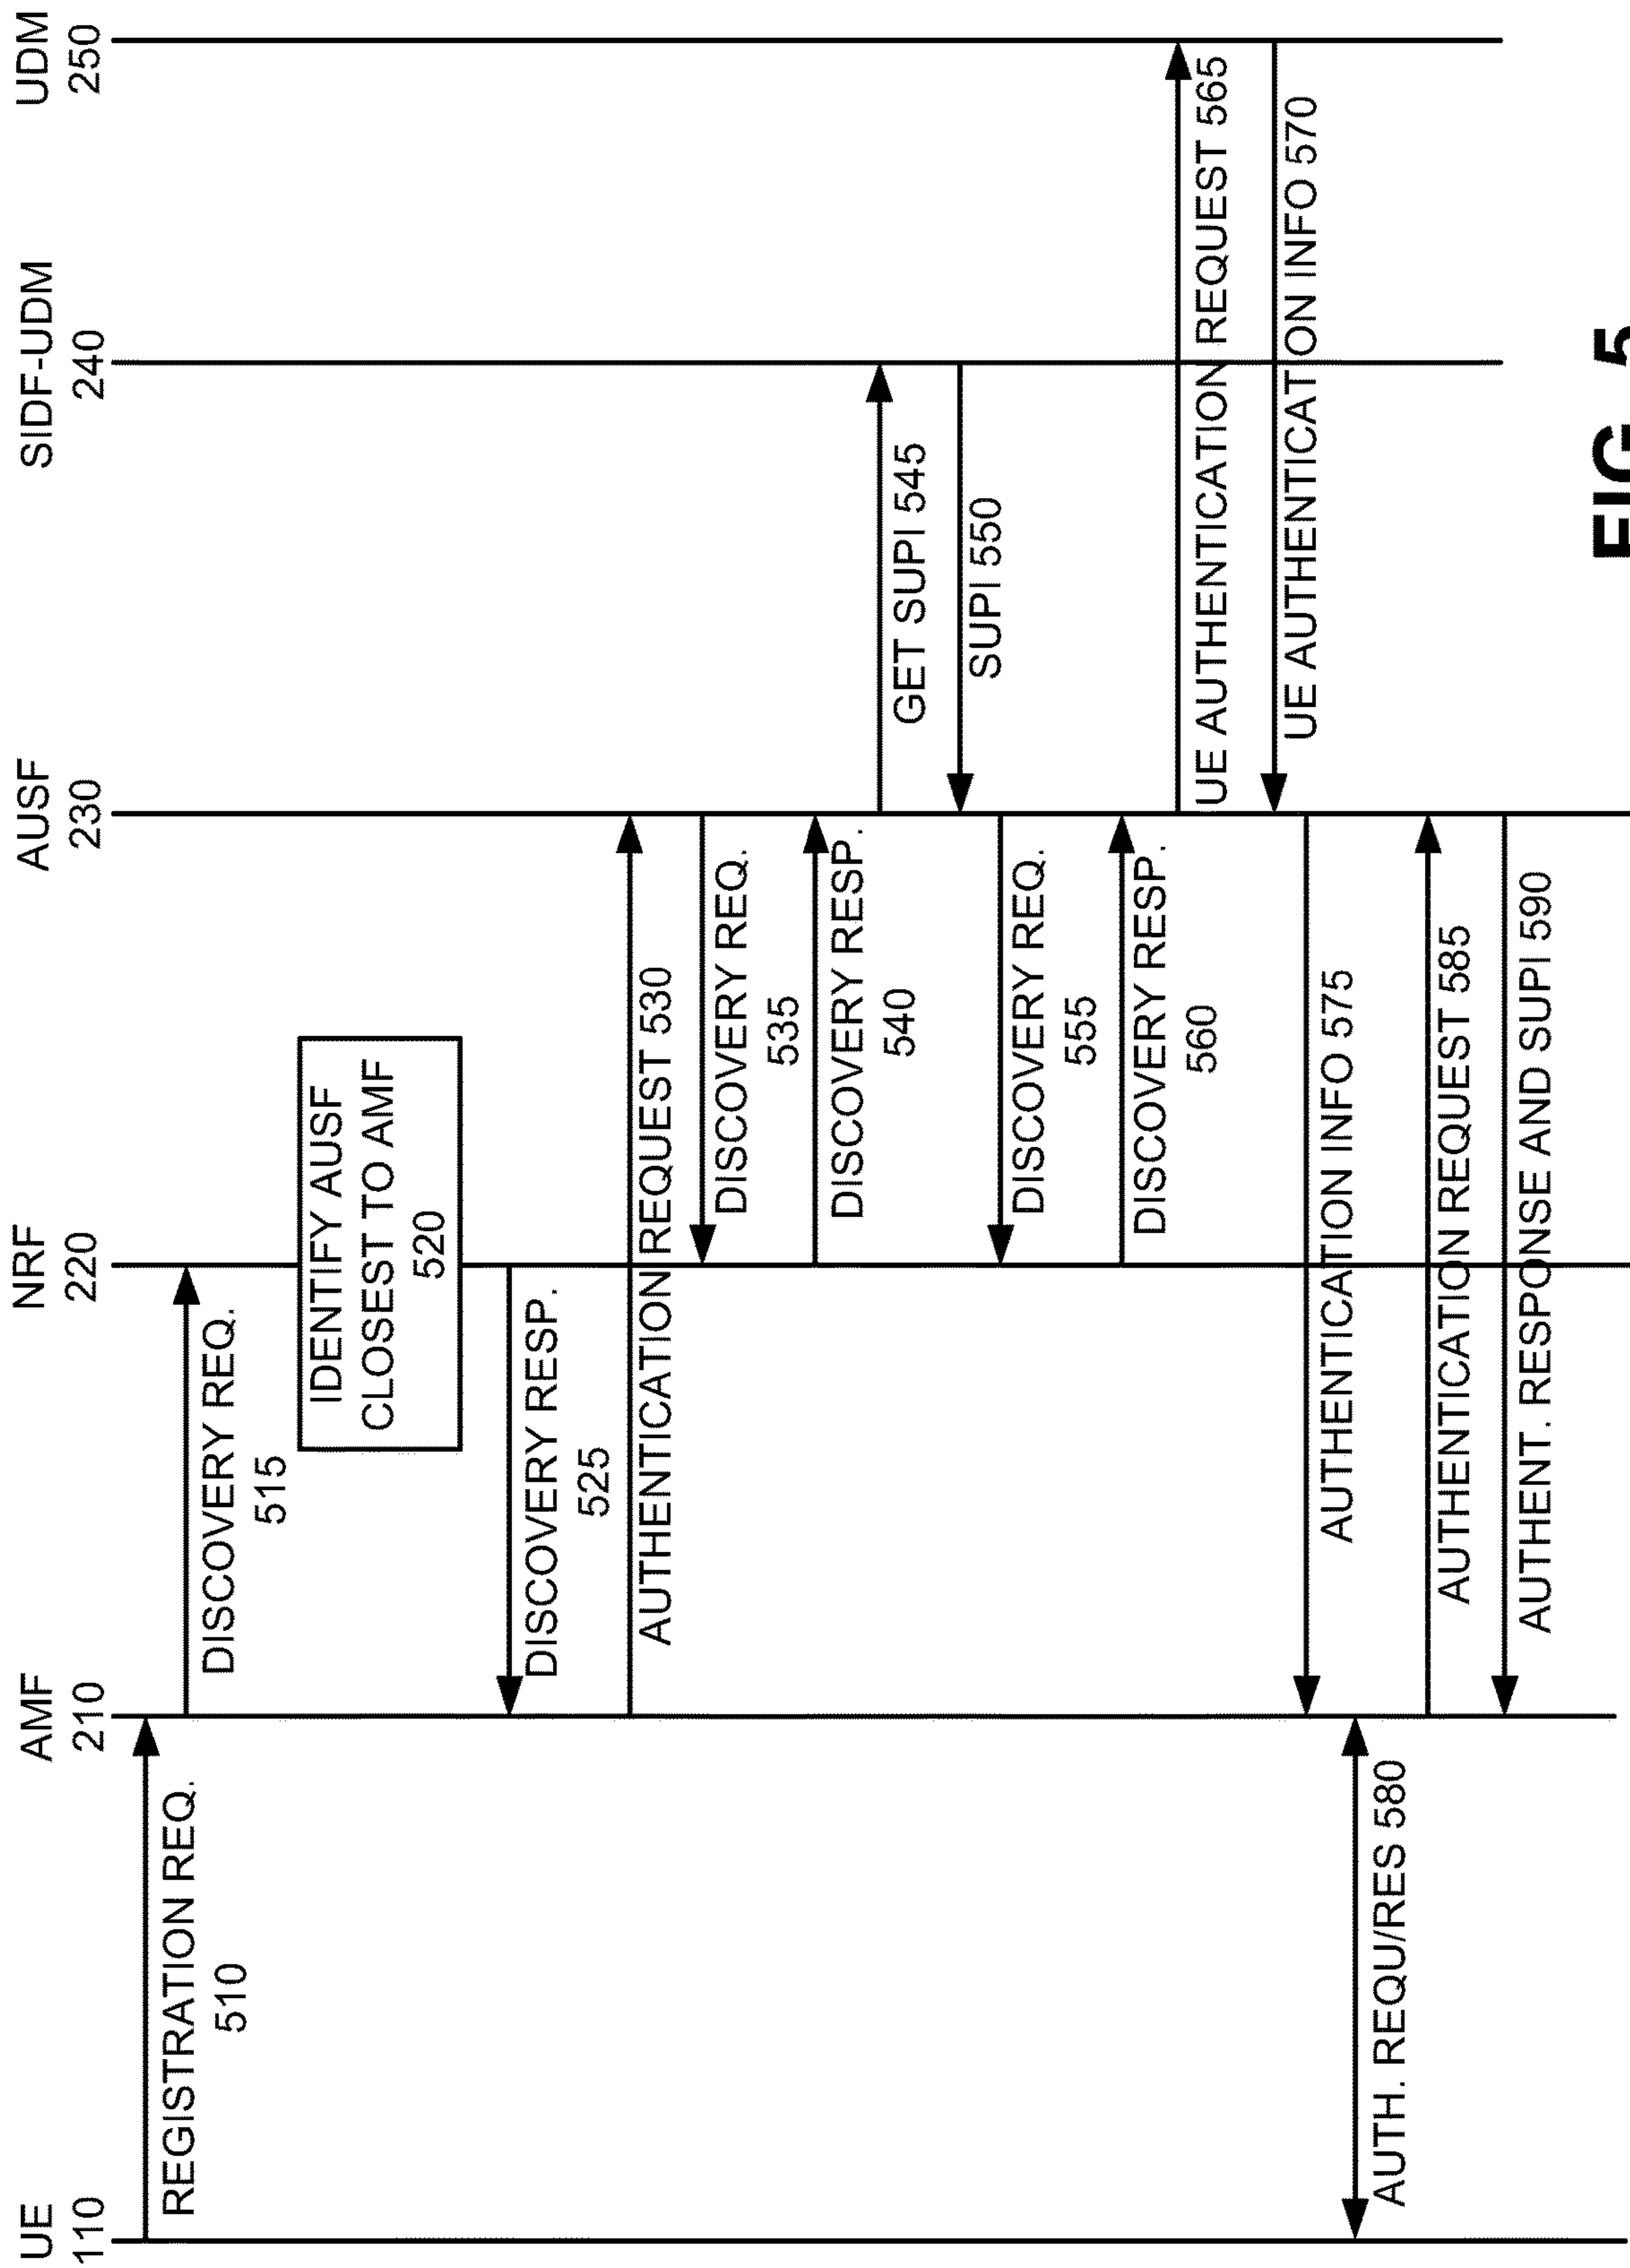 UE
110
AMF
210
NRF
220
AUSF
230
SIDF-UDM
240
UDM
250
REGISTRATION REQ.
510
DISCOVERY REQ.
515
IDENTIFY AUSF
CLOSEST TO AMF
520
DISCOVERY RESP.
525
AUTHENTICATION REQUEST 530
DISCOVERY REQ.
535
DISCOVERY RESP.
540
GET SUPI 545
SUPI 550
DISCOVERY REQ.
555
DISCOVERY RESP.
560
UE AUTHENTICATION REQUEST 565
UE AUTHENTICATION INFO 570
AUTHENTICATION INFO 575
AUTH. REQU/RES 580
AUTHENTICATION REQUEST 585
AUTHENT. RESPONSE AND SUPI 590
FIG. 5